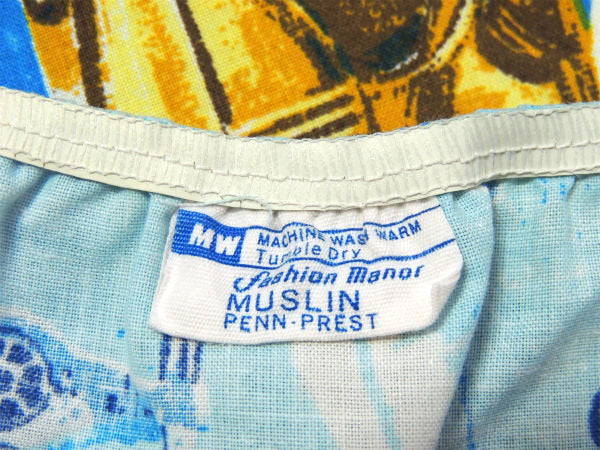 MW MACHINE WASH WARM
Tumble Dry
Fashion Manor
MUSLIN
PENN-PREST